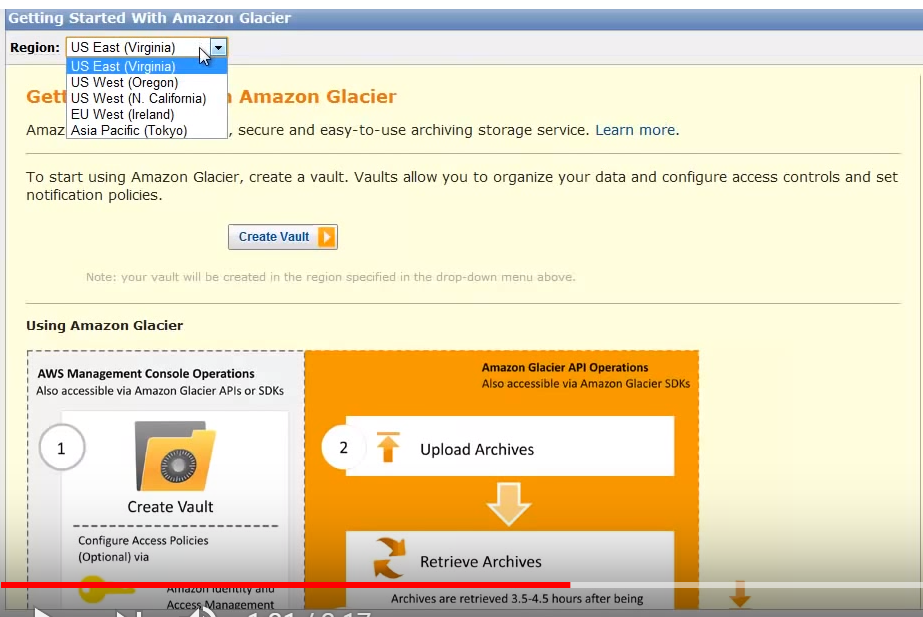 Getting Started With Amazon Glacier
Region: US East (Virginia)
US East (Virginia)
US West (Oregon)
US West (N. California)
EU West (Ireland)
Asia Pacific (Tokyo)
Gett Amazon Glacier
Amaz , secure and easy-to-use archiving storage service. Learn more.
To start using Amazon Glacier, create a vault. Vaults allow you to organize your data and configure access controls and set
notification policies.
Create Vault
Note: your vault will be created in the region specified in the drop-down menu above.
Using Amazon Glacier
AWS Management Console Operations
Also accessible via Amazon Glacier APIs or SDKs
1
Create Vault
Configure Access Policies
(Optional) via
Amazon Identity and
Access Management
Amazon Glacier API Operations
Also accessible via Amazon Glacier SDKs
2
Upload Archives
Retrieve Archives
Archives are retrieved 3.5-4.5 hours after being